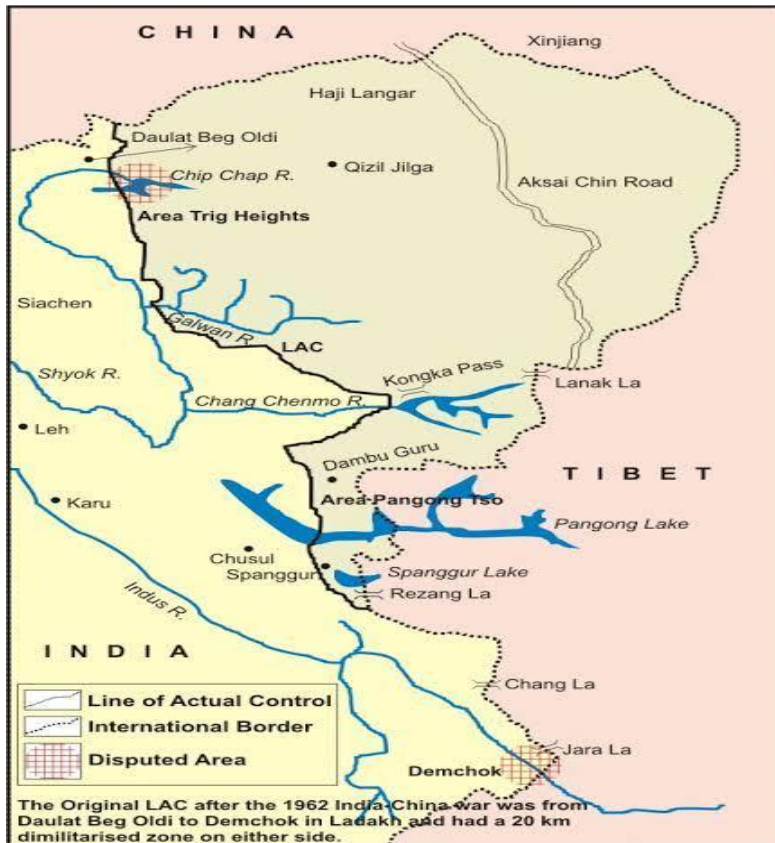 CHINA
Xinjiang
Haji Langar
Daulat Beg Oldi
Chip Chap R.
Qizil Jilga
Aksai Chin Road
Area Trig Heights
Siachen
Galwan R.
LAC
Shyok R.
Kongka Pass
Lanak La
Chang Chenmo R.
Leh
Dambu Guru
TIBET
Karu
Area Pangong Tso
Pangong Lake
Chusul
Spanggun
Spanggur Lake
Rezang La
Indus R.
INDIA
Chang La
Line of Actual Control
International Border
Disputed Area
Jara La
Demchok
The Original LAC after the 1962 India-China war was from
Daulat Beg Oldi to Demchok in Ladakh and had a 20 km
dimilitarised zone on either side.